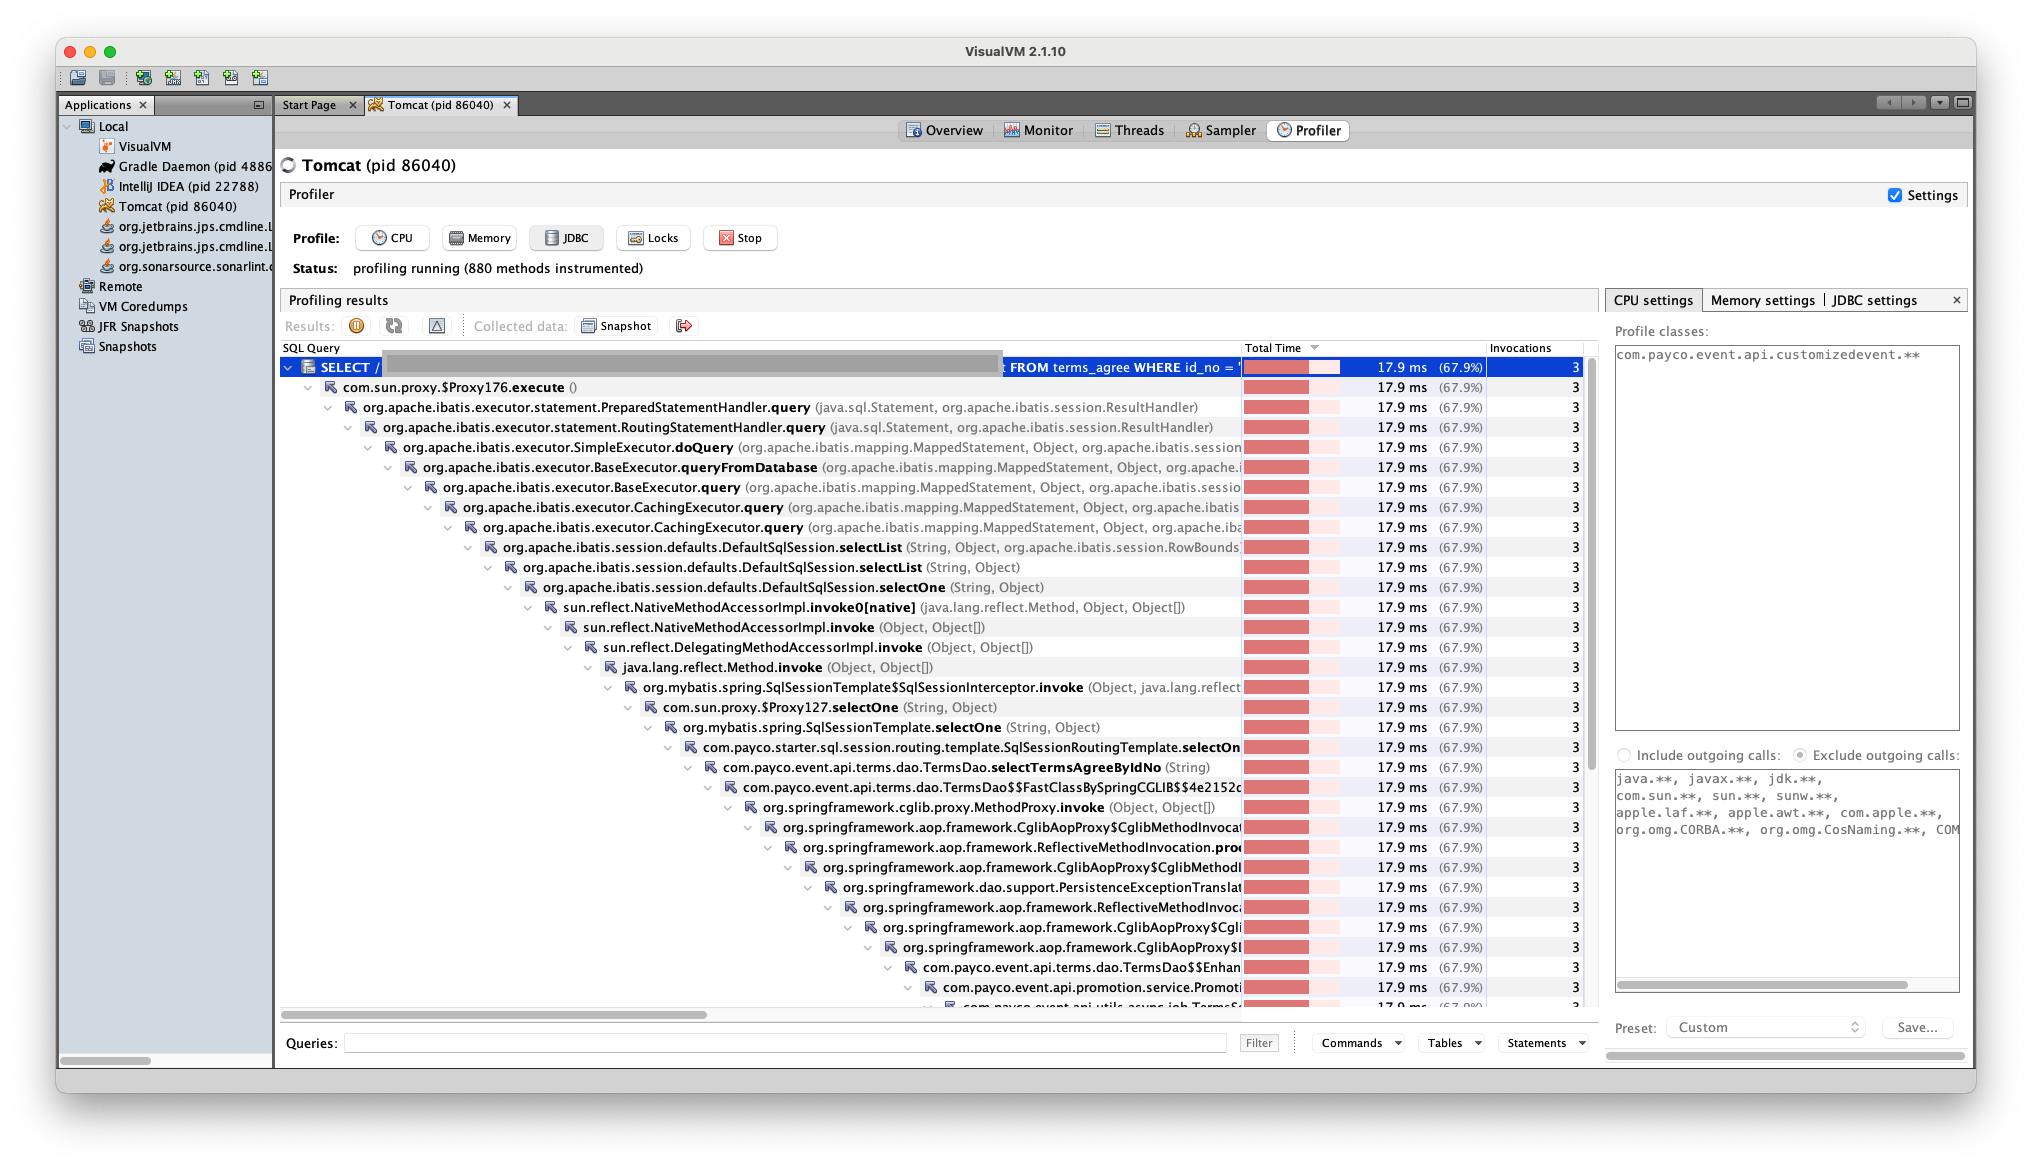 VisualVM 2.1.10
Applications
Start Page
Tomcat (pid 86040)
Local
VisualVM
Gradle Daemon (pid 4886
IntelliJ IDEA (pid 22788)
Tomcat (pid 86040)
org.jetbrains.jps.cmdline.L
org.jetbrains.jps.cmdline.L
org.sonarsource.sonarlint.c
Remote
VM Coredumps
JFR Snapshots
Snapshots
Overview Monitor Threads Sampler Profiler
Tomcat (pid 86040)
Profiler Settings
Profile: CPU Memory JDBC Locks Stop
Status: profiling running (880 methods instrumented)
Profiling results
Results: Collected data: Snapshot
SQL Query Total Time Invocations
SELECT / t FROM terms_agree WHERE id_no = ' 17.9 ms (67.9%) 3
com.sun.proxy.$Proxy176.execute () 17.9 ms (67.9%) 3
org.apache.ibatis.executor.statement.PreparedStatementHandler.query (java.sql.Statement, org.apache.ibatis.session.ResultHandler) 17.9 ms (67.9%) 3
org.apache.ibatis.executor.statement.RoutingStatementHandler.query (java.sql.Statement, org.apache.ibatis.session.ResultHandler) 17.9 ms (67.9%) 3
org.apache.ibatis.executor.SimpleExecutor.doQuery (org.apache.ibatis.mapping.MappedStatement, Object, org.apache.ibatis.session 17.9 ms (67.9%) 3
org.apache.ibatis.executor.BaseExecutor.queryFromDatabase (org.apache.ibatis.mapping.MappedStatement, Object, org.apache.i 17.9 ms (67.9%) 3
org.apache.ibatis.executor.BaseExecutor.query (org.apache.ibatis.mapping.MappedStatement, Object, org.apache.ibatis.sessio 17.9 ms (67.9%) 3
org.apache.ibatis.executor.CachingExecutor.query (org.apache.ibatis.mapping.MappedStatement, Object, org.apache.ibatis 17.9 ms (67.9%) 3
org.apache.ibatis.executor.CachingExecutor.query (org.apache.ibatis.mapping.MappedStatement, Object, org.apache.iba 17.9 ms (67.9%) 3
org.apache.ibatis.session.defaults.DefaultSqlSession.selectList (String, Object, org.apache.ibatis.session.RowBounds 17.9 ms (67.9%) 3
org.apache.ibatis.session.defaults.DefaultSqlSession.selectList (String, Object) 17.9 ms (67.9%) 3
org.apache.ibatis.session.defaults.DefaultSqlSession.selectOne (String, Object) 17.9 ms (67.9%) 3
sun.reflect.NativeMethodAccessorImpl.invoke0[native] (java.lang.reflect.Method, Object, Object[]) 17.9 ms (67.9%) 3
sun.reflect.NativeMethodAccessorImpl.invoke (Object, Object[]) 17.9 ms (67.9%) 3
sun.reflect.DelegatingMethodAccessorImpl.invoke (Object, Object[]) 17.9 ms (67.9%) 3
java.lang.reflect.Method.invoke (Object, Object[]) 17.9 ms (67.9%) 3
org.mybatis.spring.SqlSessionTemplate$SqlSessionInterceptor.invoke (Object, java.lang.reflect 17.9 ms (67.9%) 3
com.sun.proxy.$Proxy127.selectOne (String, Object) 17.9 ms (67.9%) 3
org.mybatis.spring.SqlSessionTemplate.selectOne (String, Object) 17.9 ms (67.9%) 3
com.payco.starter.sql.session.routing.template.SqlSessionRoutingTemplate.selectOn 17.9 ms (67.9%) 3
com.payco.event.api.terms.dao.TermsDao.selectTermsAgreeByIdNo (String) 17.9 ms (67.9%) 3
com.payco.event.api.terms.dao.TermsDao$$FastClassBySpringCGLIB$$4e2152c 17.9 ms (67.9%) 3
org.springframework.cglib.proxy.MethodProxy.invoke (Object, Object[]) 17.9 ms (67.9%) 3
org.springframework.aop.framework.CglibAopProxy$CglibMethodInvocat 17.9 ms (67.9%) 3
org.springframework.aop.framework.ReflectiveMethodInvocation.proc 17.9 ms (67.9%) 3
org.springframework.aop.framework.CglibAopProxy$CglibMethodI 17.9 ms (67.9%) 3
org.springframework.dao.support.PersistenceExceptionTranslat 17.9 ms (67.9%) 3
org.springframework.aop.framework.ReflectiveMethodInvoca 17.9 ms (67.9%) 3
org.springframework.aop.framework.CglibAopProxy$Cgli 17.9 ms (67.9%) 3
org.springframework.aop.framework.CglibAopProxy$ 17.9 ms (67.9%) 3
com.payco.event.api.terms.dao.TermsDao$$Enhan 17.9 ms (67.9%) 3
com.payco.event.api.promotion.service.Promoti 17.9 ms (67.9%) 3
Queries: Filter Commands Tables Statements
CPU settings Memory settings JDBC settings
Profile classes:
com.payco.event.api.customizedevent.**
Include outgoing calls: Exclude outgoing calls:
java.**, javax.**, jdk.**,
com.sun.**, sun.**, sunw.**,
apple.laf.**, apple.awt.**, com.apple.**,
org.omg.CORBA.**, org.omg.CosNaming.**, COM
Preset: Custom Save...